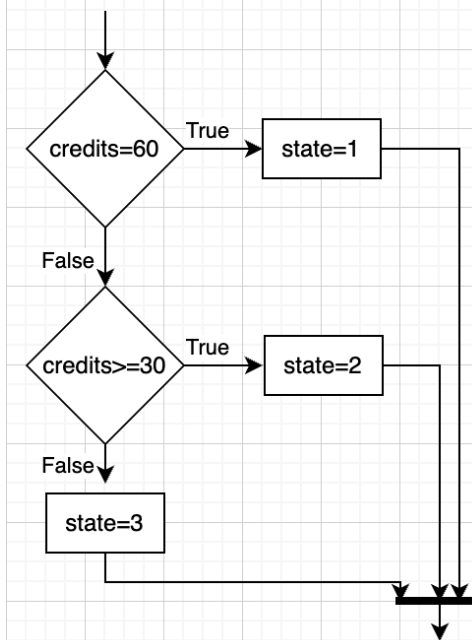 True
credits=60
state=1
False
True
credits>=30
state=2
False
state=3